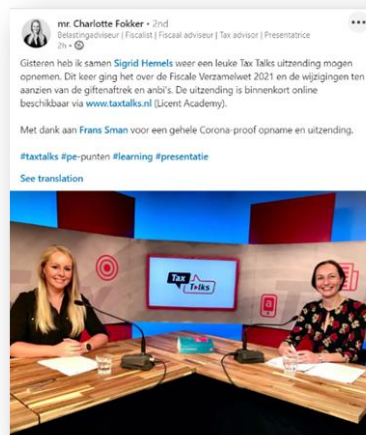 mr. Charlotte Fokker • 2nd
Belastingadviseur | Fiscalist | Fiscaal adviseur | Tax advisor | Presentatrice
2h •
Gisteren heb ik samen Sigrid Hemels weer een leuke Tax Talks uitzending mogen
opnemen. Dit keer ging het over de Fiscale Verzamelwet 2021 en de wijzigingen ten
aanzien van de giftenaftrek en anbi's. De uitzending is binnenkort online
beschikbaar via www.taxtalks.nl (Licent Academy).
Met dank aan Frans Sman voor een gehele Corona-proof opname en uitzending.
#taxtalks #pe-punten #learning #presentatie
See translation
Tax
Talks